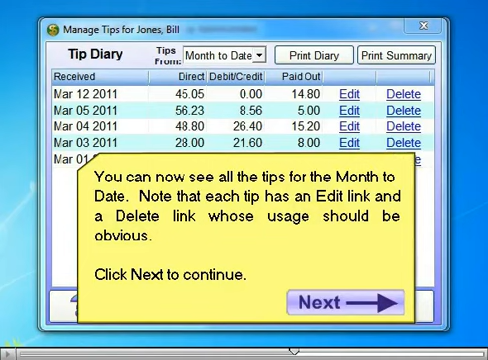 Manage Tips for Jones, Bill
Tip Diary Tips From: Month to Date Print Diary Print Summary
Received Direct Debit/Credit Paid Out
Mar 12 2011 45.05 0.00 14.80 Edit Delete
Mar 05 2011 56.23 8.56 5.00 Edit Delete
Mar 04 2011 48.80 26.40 15.20 Edit Delete
Mar 03 2011 28.00 21.60 8.00 Edit Delete
Mar 01
You can now see all the tips for the Month to
Date. Note that each tip has an Edit link and
a Delete link whose usage should be
obvious.
Click Next to continue.
Next